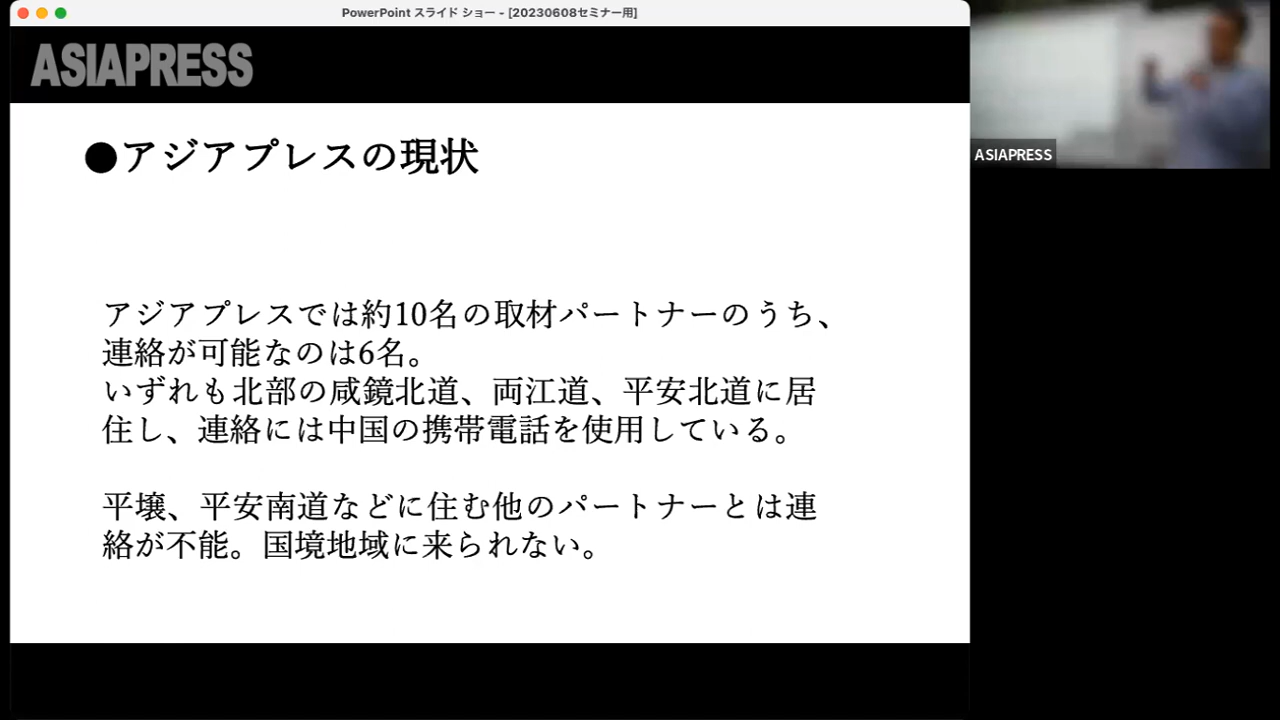 PowerPoint スライド ショー - [20230608セミナー用]
ASIAPRESS
●アジアプレスの現状
アジアプレスでは約10名の取材パートナーのうち、
連絡が可能なのは6名。
いずれも北部の咸鏡北道、両江道、平安北道に居
住し、連絡には中国の携帯電話を使用している。
平壌、平安南道などに住む他のパートナーとは連
絡が不能。国境地域に来られない。
ASIAPRESS